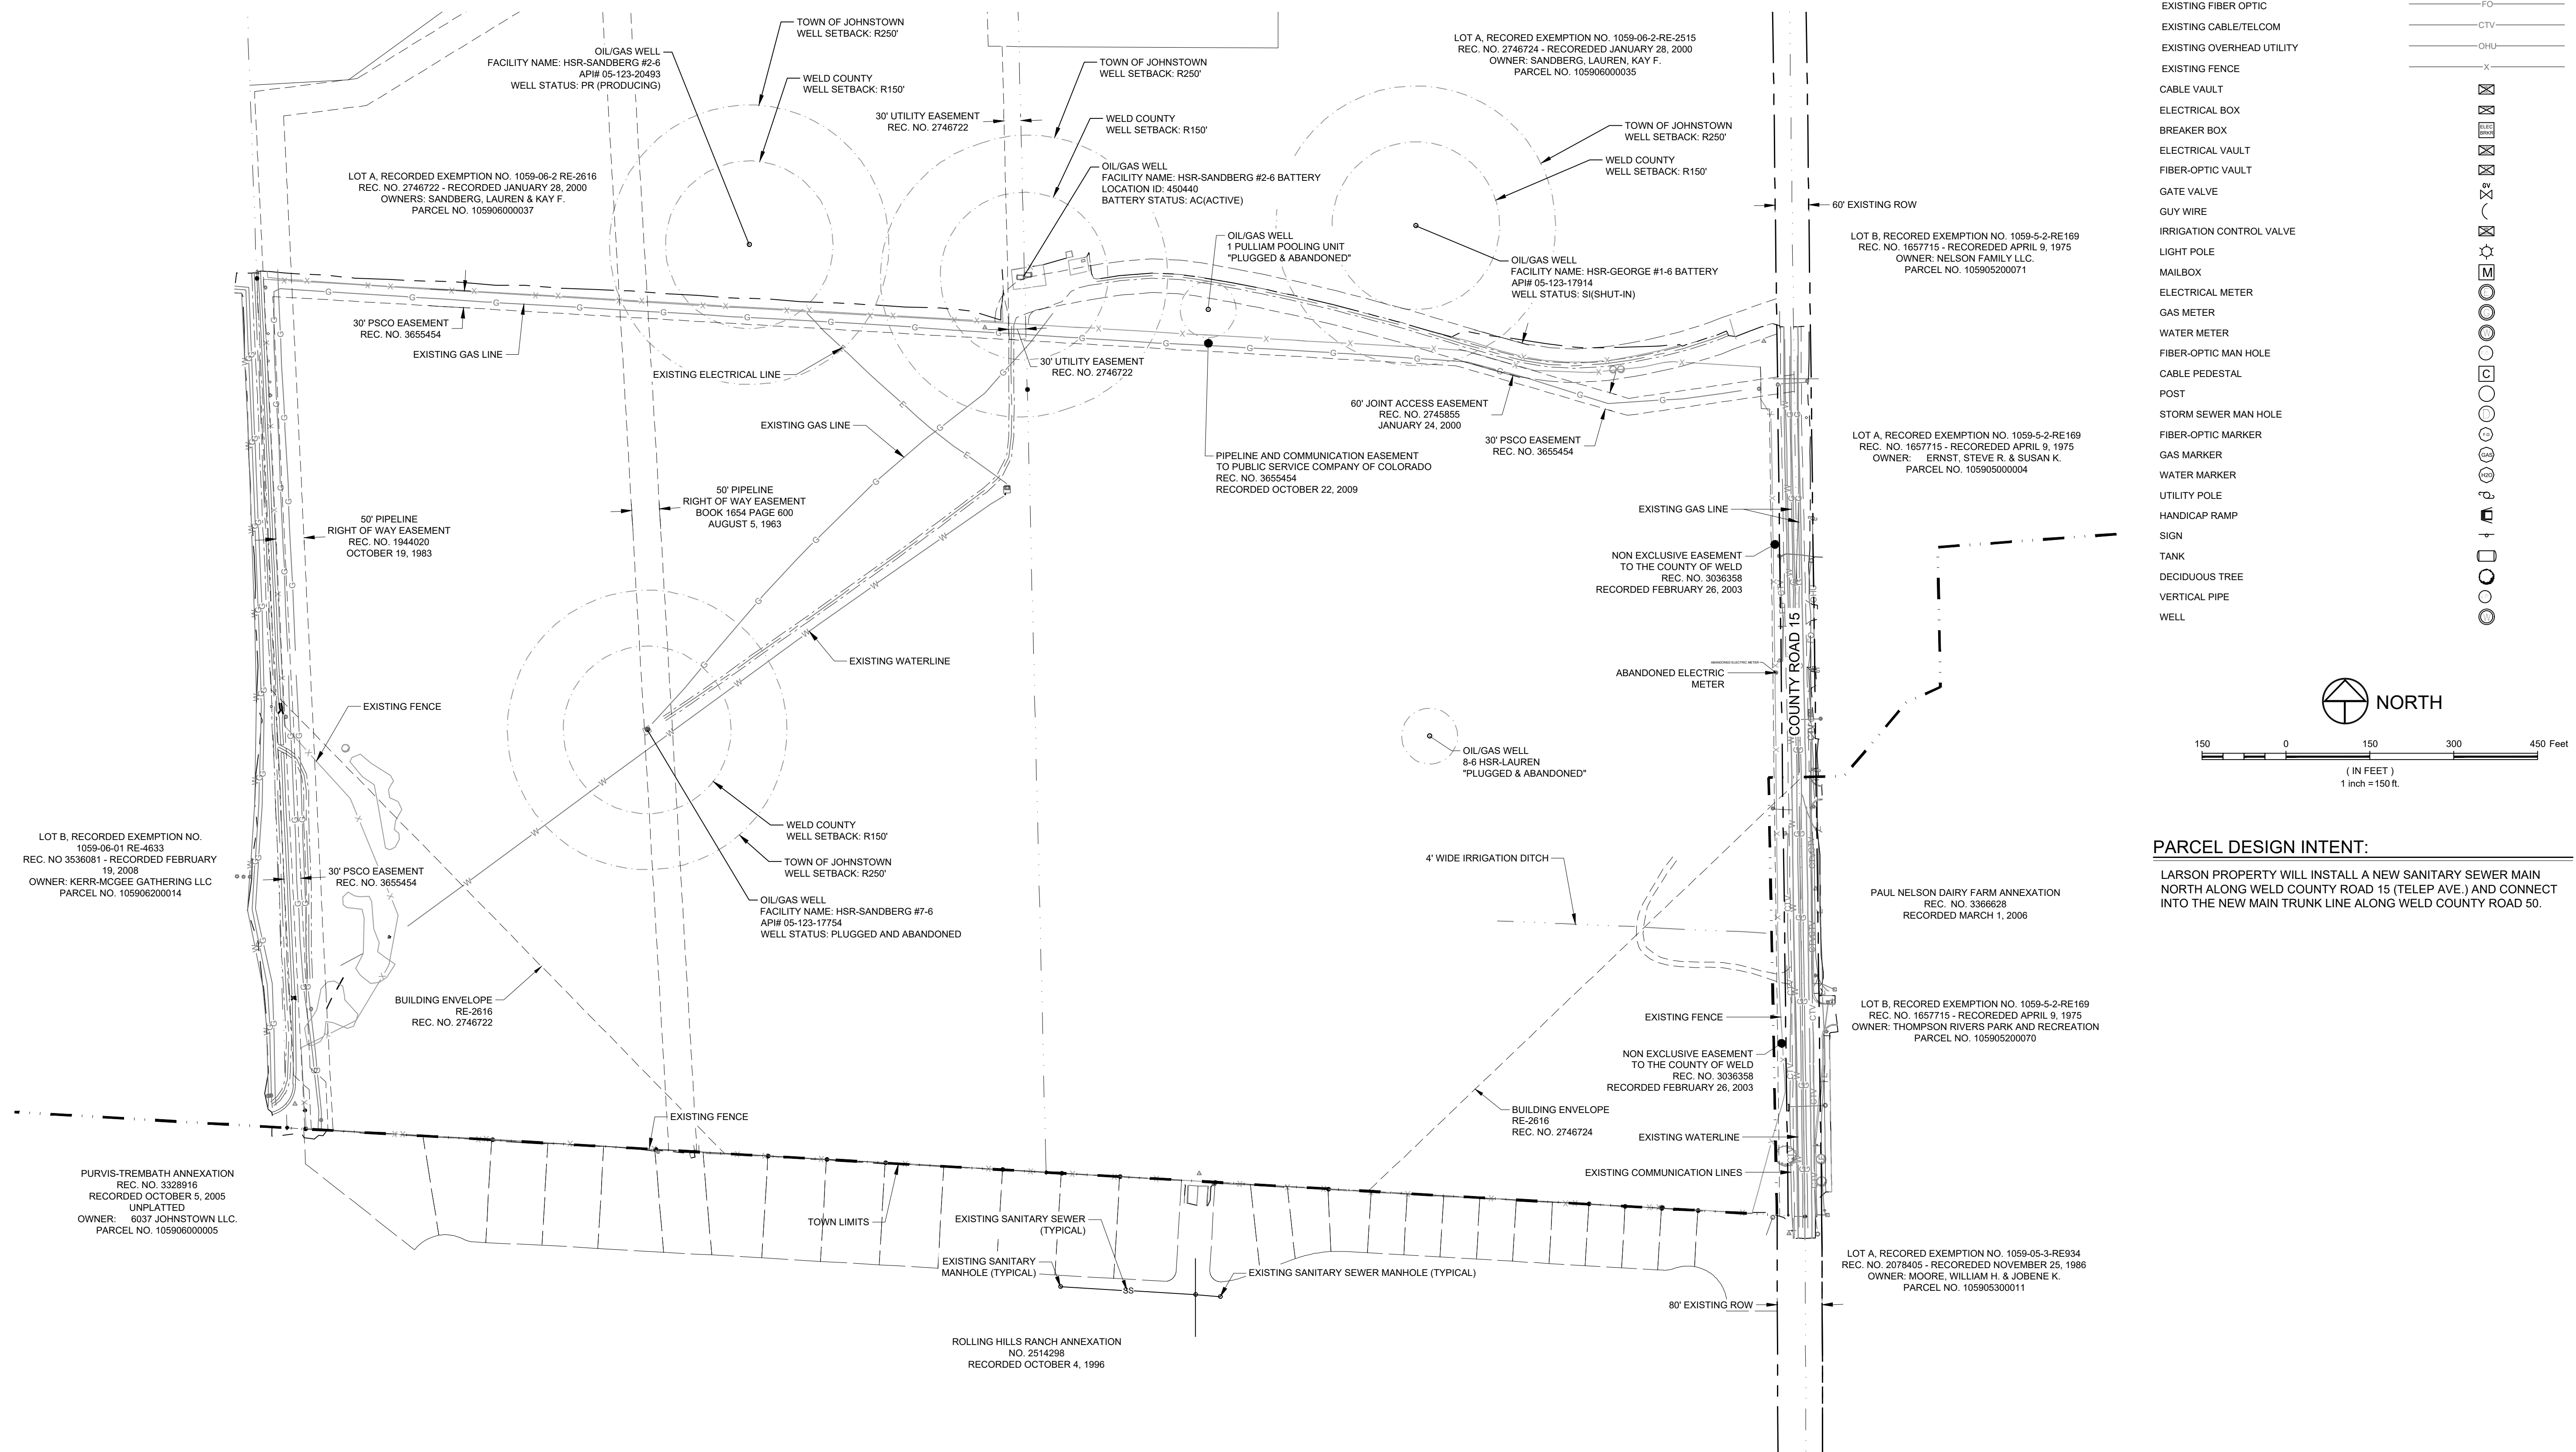 TOWN OF JOHNSTOWN
WELL SETBACK: R250'
OIL/GAS WELL
FACILITY NAME: HSR-SANDBERG #2-6
API# 05-123-20493
WELL STATUS: PR (PRODUCING)
WELD COUNTY
WELL SETBACK: R150'
30' UTILITY EASEMENT
REC. NO. 2746722
TOWN OF JOHNSTOWN
WELL SETBACK: R250'
WELD COUNTY
WELL SETBACK: R150'
OIL/GAS WELL
FACILITY NAME: HSR-SANDBERG #2-6 BATTERY
LOCATION ID: 450440
BATTERY STATUS: AC(ACTIVE)
LOT A, RECORED EXEMPTION NO. 1059-06-2-RE-2515
REC. NO. 2746724 - RECOREDED JANUARY 28, 2000
OWNER: SANDBERG, LAUREN, KAY F.
PARCEL NO. 105906000035
TOWN OF JOHNSTOWN
WELL SETBACK: R250'
WELD COUNTY
WELL SETBACK: R150'
LOT A, RECORDED EXEMPTION NO. 1059-06-2 RE-2616
REC. NO. 2746722 - RECORDED JANUARY 28, 2000
OWNERS: SANDBERG, LAUREN & KAY F.
PARCEL NO. 105906000037
60' EXISTING ROW
OIL/GAS WELL
1 PULLIAM POOLING UNIT
"PLUGGED & ABANDONED"
OIL/GAS WELL
FACILITY NAME: HSR-GEORGE #1-6 BATTERY
API# 05-123-17914
WELL STATUS: SI(SHUT-IN)
LOT B, RECORED EXEMPTION NO. 1059-5-2-RE169
REC. NO. 1657715 - RECOREDED APRIL 9, 1975
OWNER: NELSON FAMILY LLC.
PARCEL NO. 105905200071
30' PSCO EASEMENT
REC. NO. 3655454
EXISTING GAS LINE
EXISTING ELECTRICAL LINE
30' UTILITY EASEMENT
REC. NO. 2746722
EXISTING GAS LINE
60' JOINT ACCESS EASEMENT
REC. NO. 2745855
JANUARY 24, 2000
30' PSCO EASEMENT
REC. NO. 3655454
PIPELINE AND COMMUNICATION EASEMENT
TO PUBLIC SERVICE COMPANY OF COLORADO
REC. NO. 3655454
RECORDED OCTOBER 22, 2009
LOT A, RECORED EXEMPTION NO. 1059-5-2-RE169
REC. NO. 1657715 - RECOREDED APRIL 9, 1975
OWNER: ERNST, STEVE R. & SUSAN K.
PARCEL NO. 105905000004
50' PIPELINE
RIGHT OF WAY EASEMENT
BOOK 1654 PAGE 600
AUGUST 5, 1963
50' PIPELINE
RIGHT OF WAY EASEMENT
REC. NO. 1944020
OCTOBER 19, 1983
EXISTING GAS LINE
NON EXCLUSIVE EASEMENT
TO THE COUNTY OF WELD
REC. NO. 3036358
RECORDED FEBRUARY 26, 2003
COUNTY ROAD 15
EXISTING WATERLINE
ABANDONED ELECTRIC METER
ABANDONED ELECTRIC
METER
EXISTING FENCE
OIL/GAS WELL
8-6 HSR-LAUREN
"PLUGGED & ABANDONED"
WELD COUNTY
WELL SETBACK: R150'
TOWN OF JOHNSTOWN
WELL SETBACK: R250'
OIL/GAS WELL
FACILITY NAME: HSR-SANDBERG #7-6
API# 05-123-17754
WELL STATUS: PLUGGED AND ABANDONED
LOT B, RECORDED EXEMPTION NO.
1059-06-01 RE-4633
REC. NO 3536081 - RECORDED FEBRUARY
19, 2008
OWNER: KERR-MCGEE GATHERING LLC
PARCEL NO. 105906200014
30' PSCO EASEMENT
REC. NO. 3655454
4' WIDE IRRIGATION DITCH
PAUL NELSON DAIRY FARM ANNEXATION
REC. NO. 3366628
RECORDED MARCH 1, 2006
BUILDING ENVELOPE
RE-2616
REC. NO. 2746722
EXISTING FENCE
LOT B, RECORED EXEMPTION NO. 1059-5-2-RE169
REC. NO. 1657715 - RECOREDED APRIL 9, 1975
OWNER: THOMPSON RIVERS PARK AND RECREATION
PARCEL NO. 105905200070
NON EXCLUSIVE EASEMENT
TO THE COUNTY OF WELD
REC. NO. 3036358
RECORDED FEBRUARY 26, 2003
BUILDING ENVELOPE
RE-2616
REC. NO. 2746724
EXISTING FENCE
EXISTING WATERLINE
EXISTING COMMUNICATION LINES
PURVIS-TREMBATH ANNEXATION
REC. NO. 3328916
RECORDED OCTOBER 5, 2005
UNPLATTED
OWNER: 6037 JOHNSTOWN LLC.
PARCEL NO. 105906000005
TOWN LIMITS
EXISTING SANITARY SEWER
(TYPICAL)
EXISTING SANITARY
MANHOLE (TYPICAL)
SS
EXISTING SANITARY SEWER MANHOLE (TYPICAL)
LOT A, RECORED EXEMPTION NO. 1059-05-3-RE934
REC. NO. 2078405 - RECOREDED NOVEMBER 25, 1986
OWNER: MOORE, WILLIAM H. & JOBENE K.
PARCEL NO. 105905300011
80' EXISTING ROW
ROLLING HILLS RANCH ANNEXATION
NO. 2514298
RECORDED OCTOBER 4, 1996
EXISTING FIBER OPTIC FO
EXISTING CABLE/TELCOM CTV
EXISTING OVERHEAD UTILITY OHU
EXISTING FENCE X
CABLE VAULT
ELECTRICAL BOX
BREAKER BOX ELEC BRKR
ELECTRICAL VAULT
FIBER-OPTIC VAULT
GATE VALVE GV
GUY WIRE
IRRIGATION CONTROL VALVE
LIGHT POLE
MAILBOX M
ELECTRICAL METER
GAS METER
WATER METER
FIBER-OPTIC MAN HOLE
CABLE PEDESTAL C
POST
STORM SEWER MAN HOLE D
FIBER-OPTIC MARKER
GAS MARKER GAS
WATER MARKER H2O
UTILITY POLE
HANDICAP RAMP
SIGN
TANK
DECIDUOUS TREE
VERTICAL PIPE
WELL W
NORTH
150 0 150 300 450 Feet
( IN FEET )
1 inch = 150 ft.
PARCEL DESIGN INTENT:
LARSON PROPERTY WILL INSTALL A NEW SANITARY SEWER MAIN
NORTH ALONG WELD COUNTY ROAD 15 (TELEP AVE.) AND CONNECT
INTO THE NEW MAIN TRUNK LINE ALONG WELD COUNTY ROAD 50.